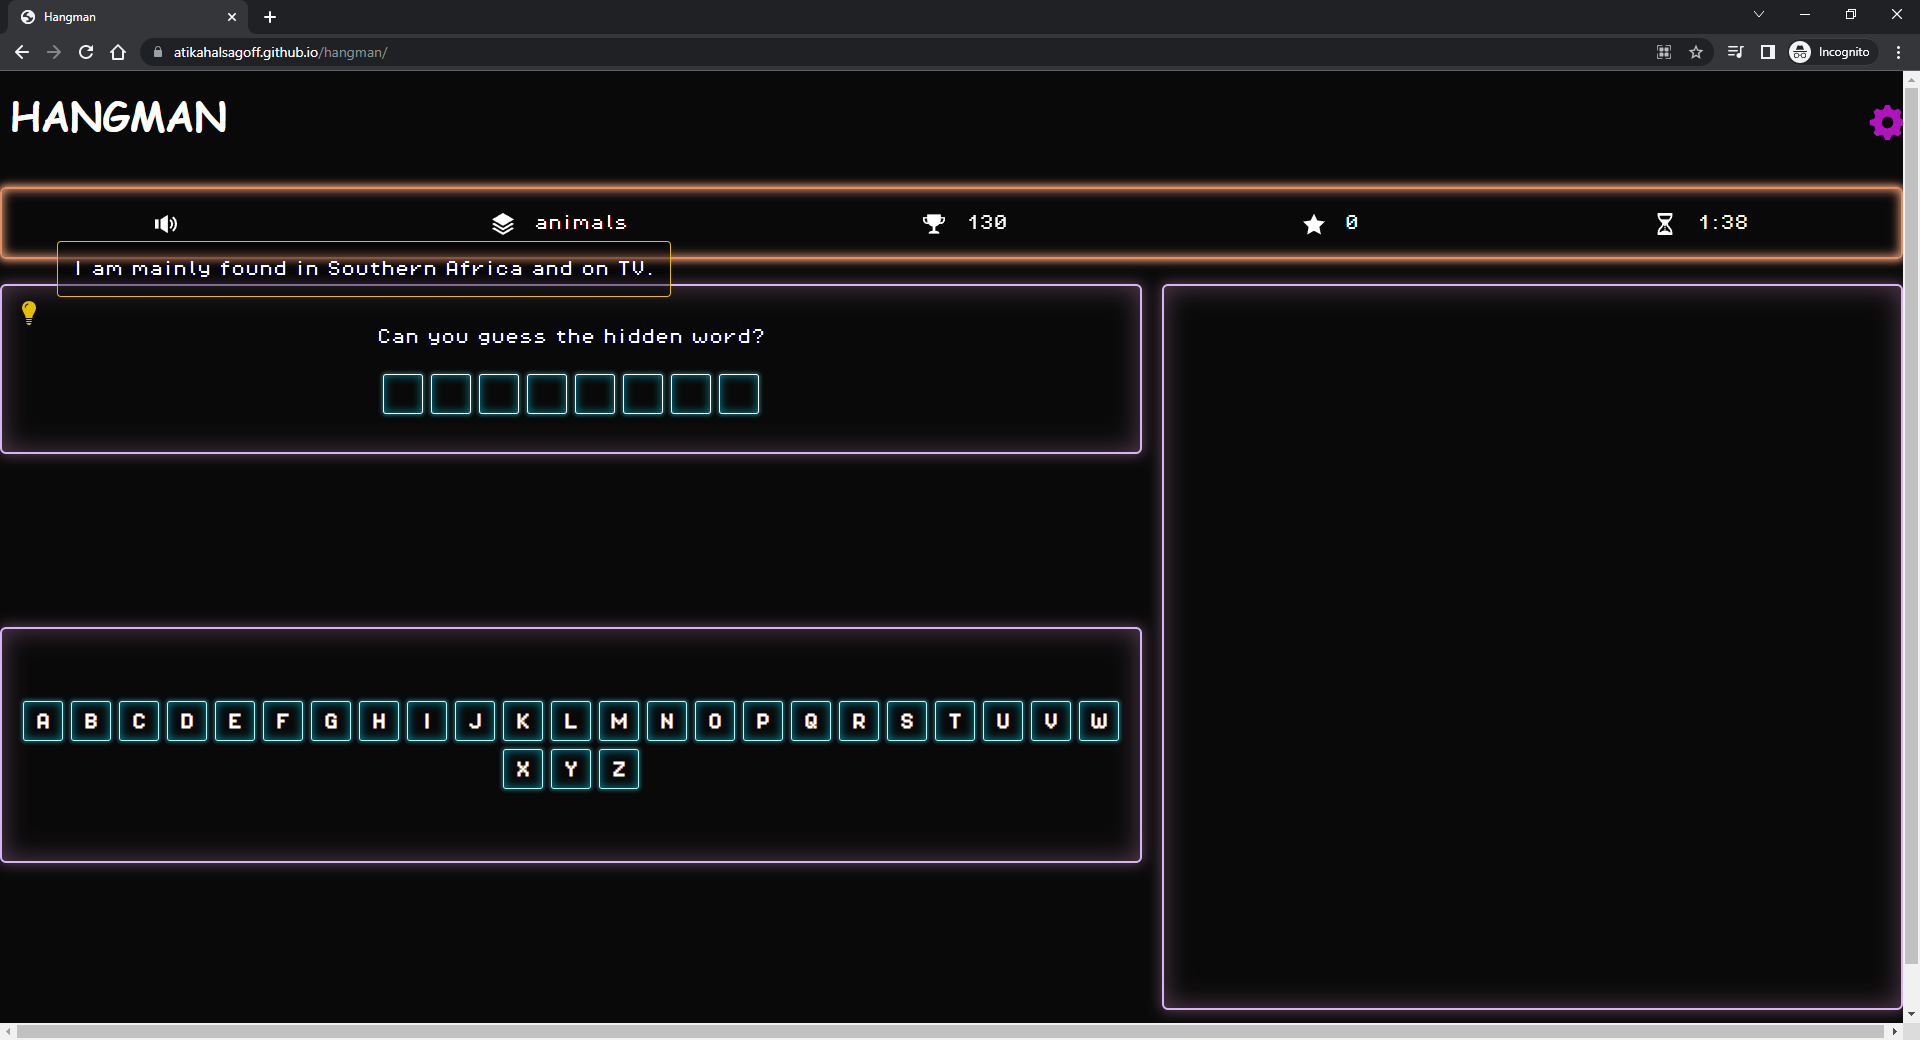 Hangman
atikahalsagoff.github.io/hangman/
Incognito
HANGMAN
animals
130
0
1:38
I am mainly found in Southern Africa and on TV.
Can you guess the hidden word?
A B C D E F G H I J K L M N O P Q R S T U V W
X Y Z